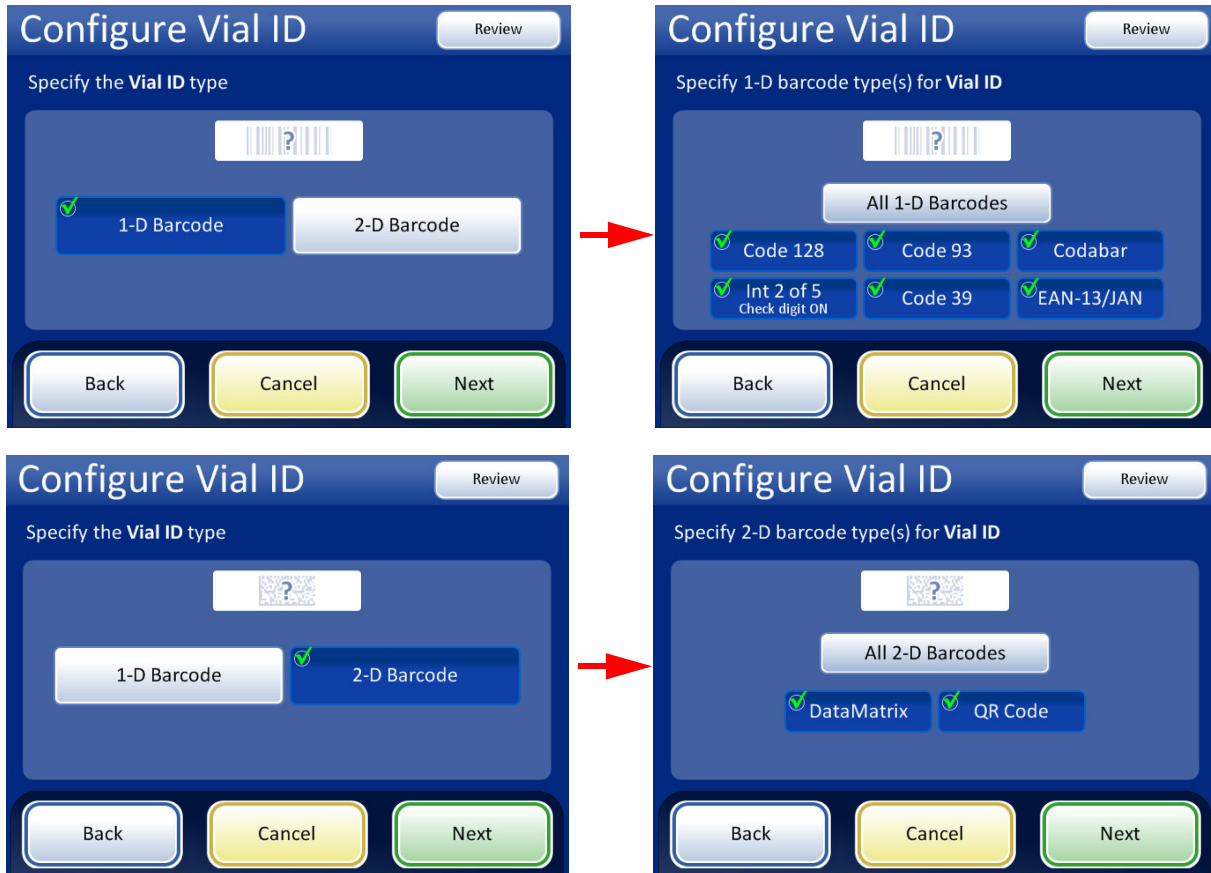 Configure Vial ID
Review
Specify the Vial ID type
?
1-D Barcode
2-D Barcode
Back
Cancel
Next
Configure Vial ID
Review
Specify 1-D barcode type(s) for Vial ID
?
All 1-D Barcodes
Code 128
Code 93
Codabar
Int 2 of 5
Check digit ON
Code 39
EAN-13/JAN
Back
Cancel
Next
Configure Vial ID
Review
Specify the Vial ID type
?
1-D Barcode
2-D Barcode
Back
Cancel
Next
Configure Vial ID
Review
Specify 2-D barcode type(s) for Vial ID
?
All 2-D Barcodes
DataMatrix
QR Code
Back
Cancel
Next